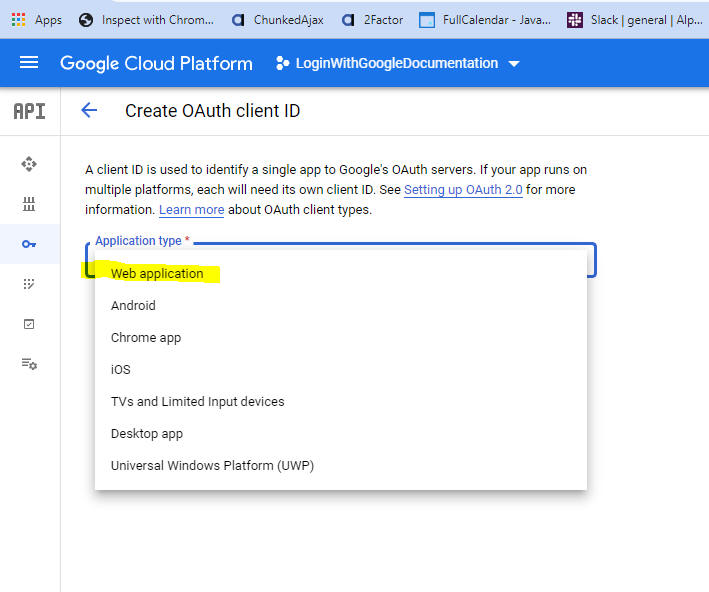 Apps Inspect with Chrom... ChunkedAjax 2Factor FullCalendar - Java... Slack | general | Alp...
Google Cloud Platform LoginWithGoogleDocumentation
API Create OAuth client ID
A client ID is used to identify a single app to Google's OAuth servers. If your app runs on
multiple platforms, each will need its own client ID. See Setting up OAuth 2.0 for more
information. Learn more about OAuth client types.
Application type *
Web application
Android
Chrome app
iOS
TVs and Limited Input devices
Desktop app
Universal Windows Platform (UWP)